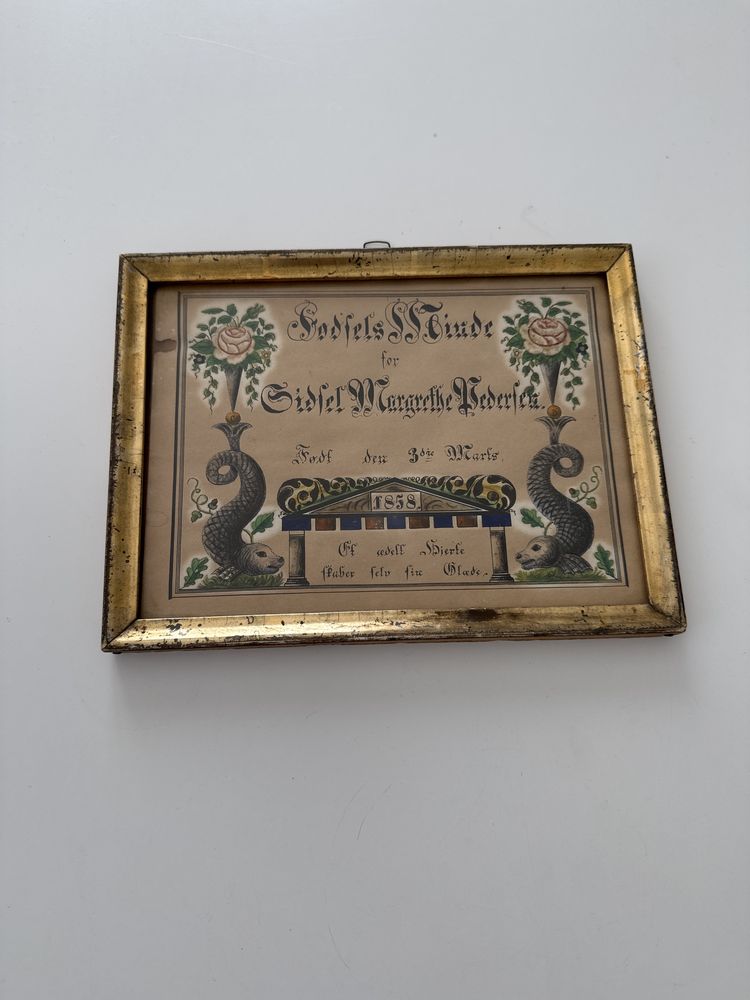 Fødsels Minde
for
Sidsel Margrethe Pedersen.
Født den 3die Marts.
1858.
Et ædelt Hjerte
skaber selv sin Glæde.